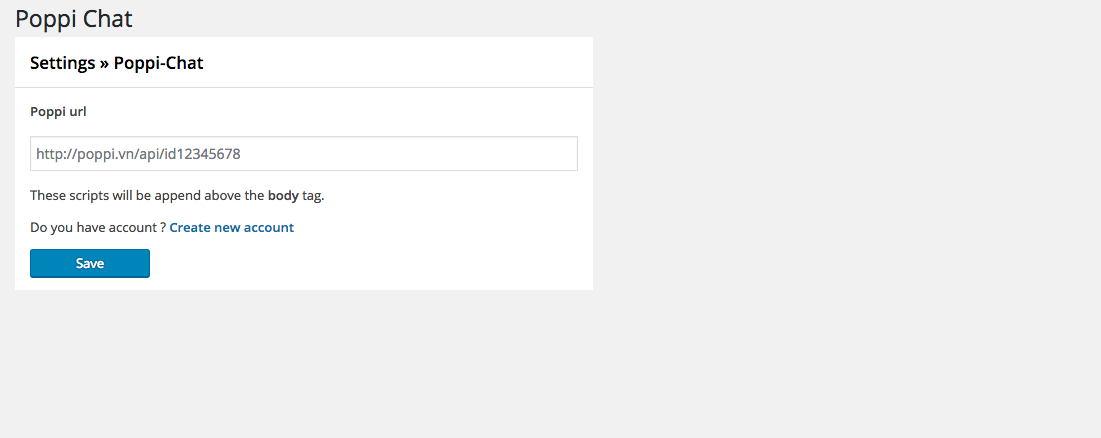 Poppi Chat
Settings » Poppi-Chat
Poppi url
http://poppi.vn/api/id12345678
These scripts will be append above the body tag.
Do you have account ? Create new account
Save